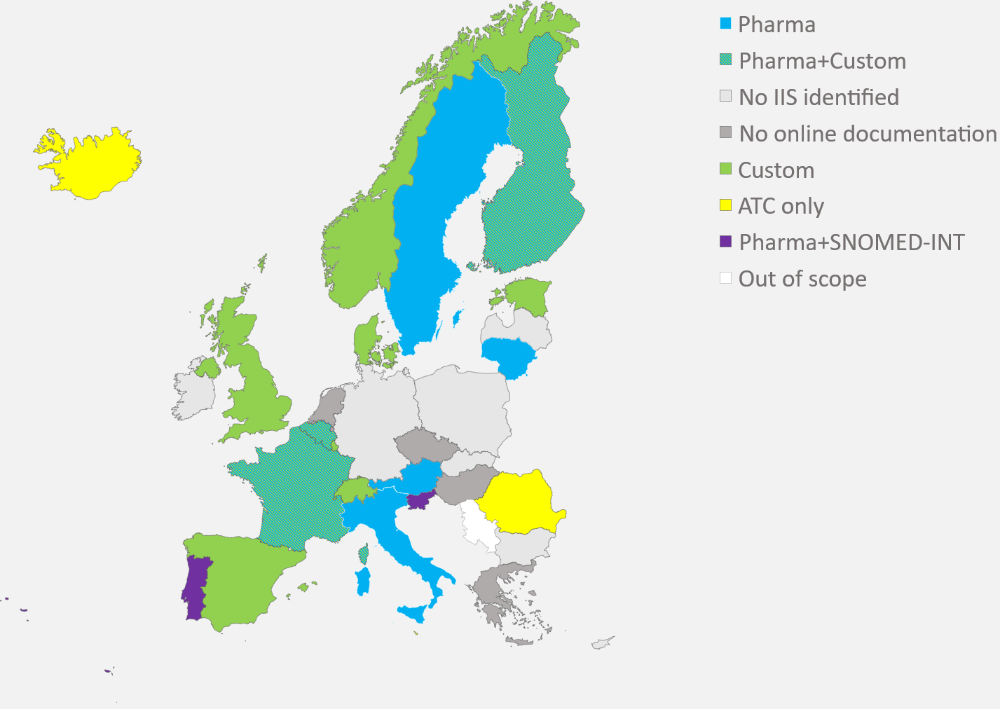 Pharma
Pharma+Custom
No IIS identified
No online documentation
Custom
ATC only
Pharma+SNOMED-INT
Out of scope